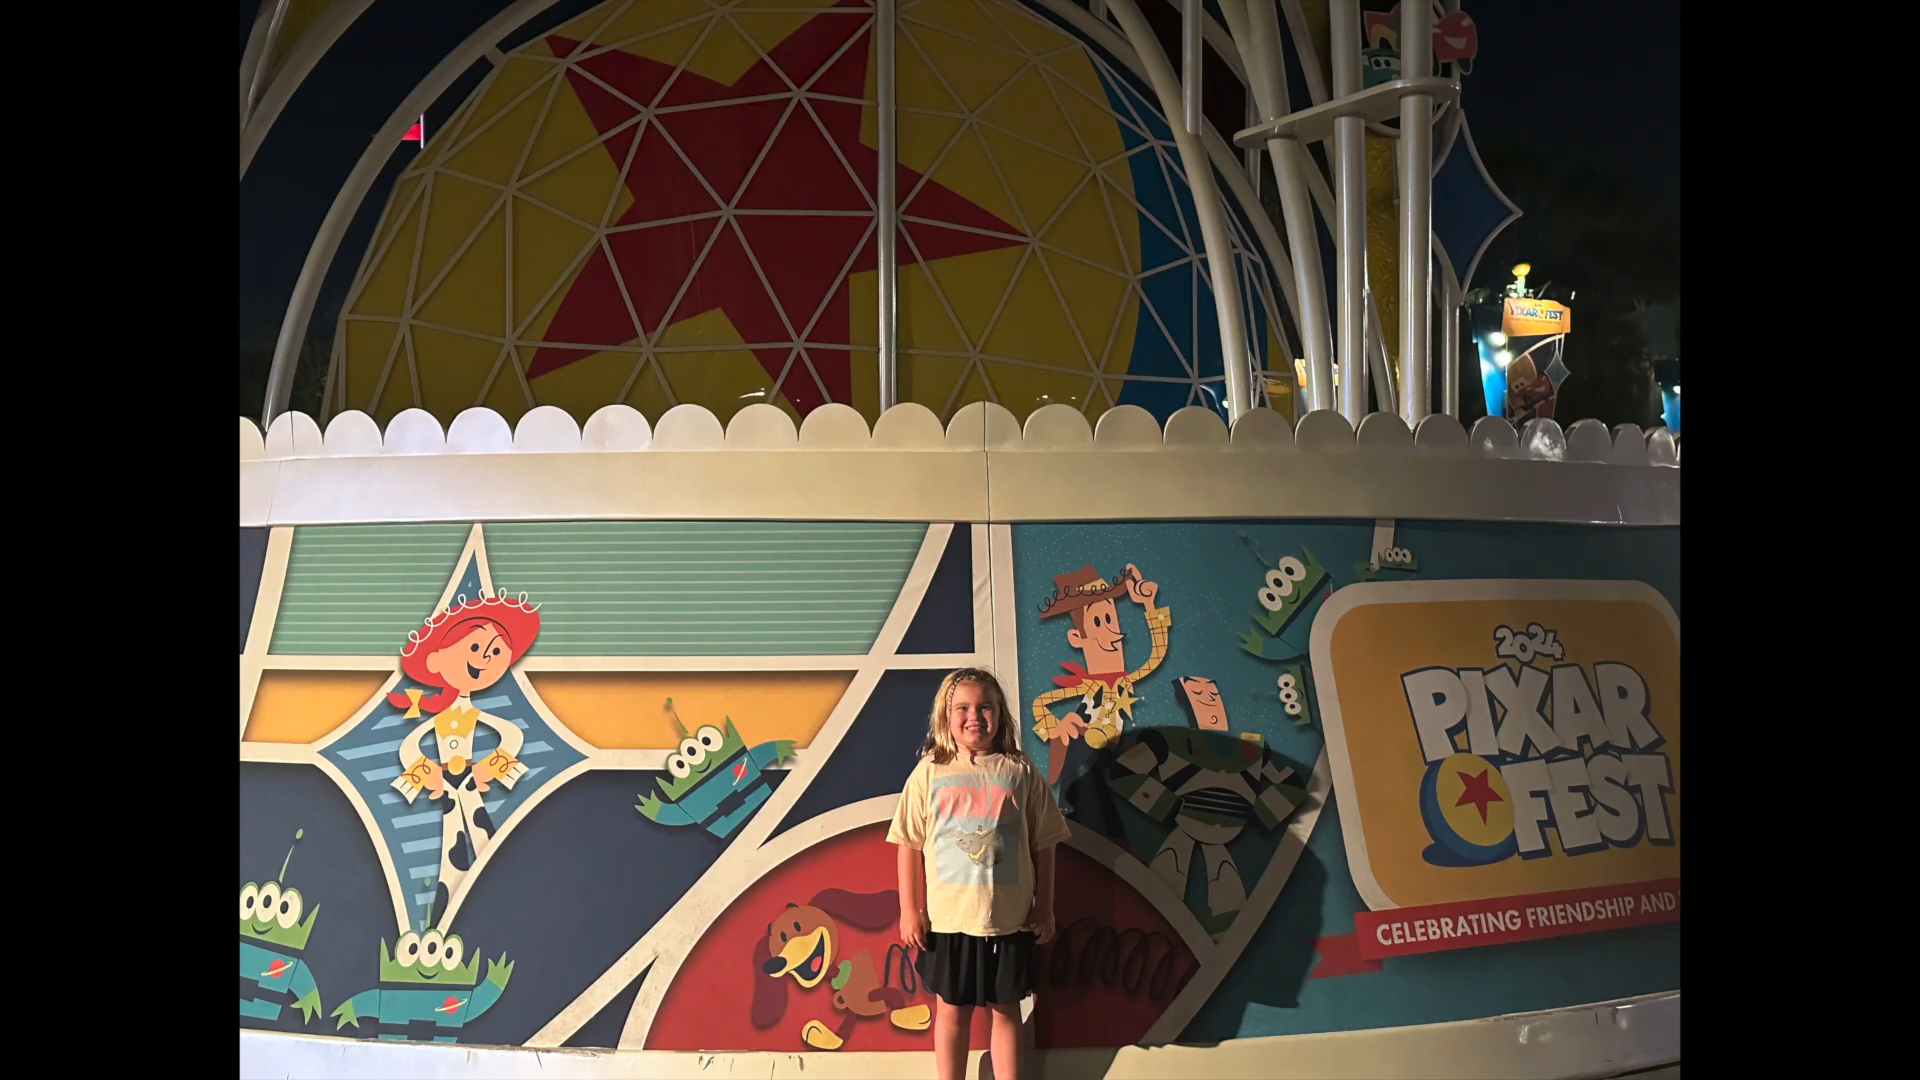 PIXAR FEST
2024
PIXAR
FEST
CELEBRATING FRIENDSHIP AND